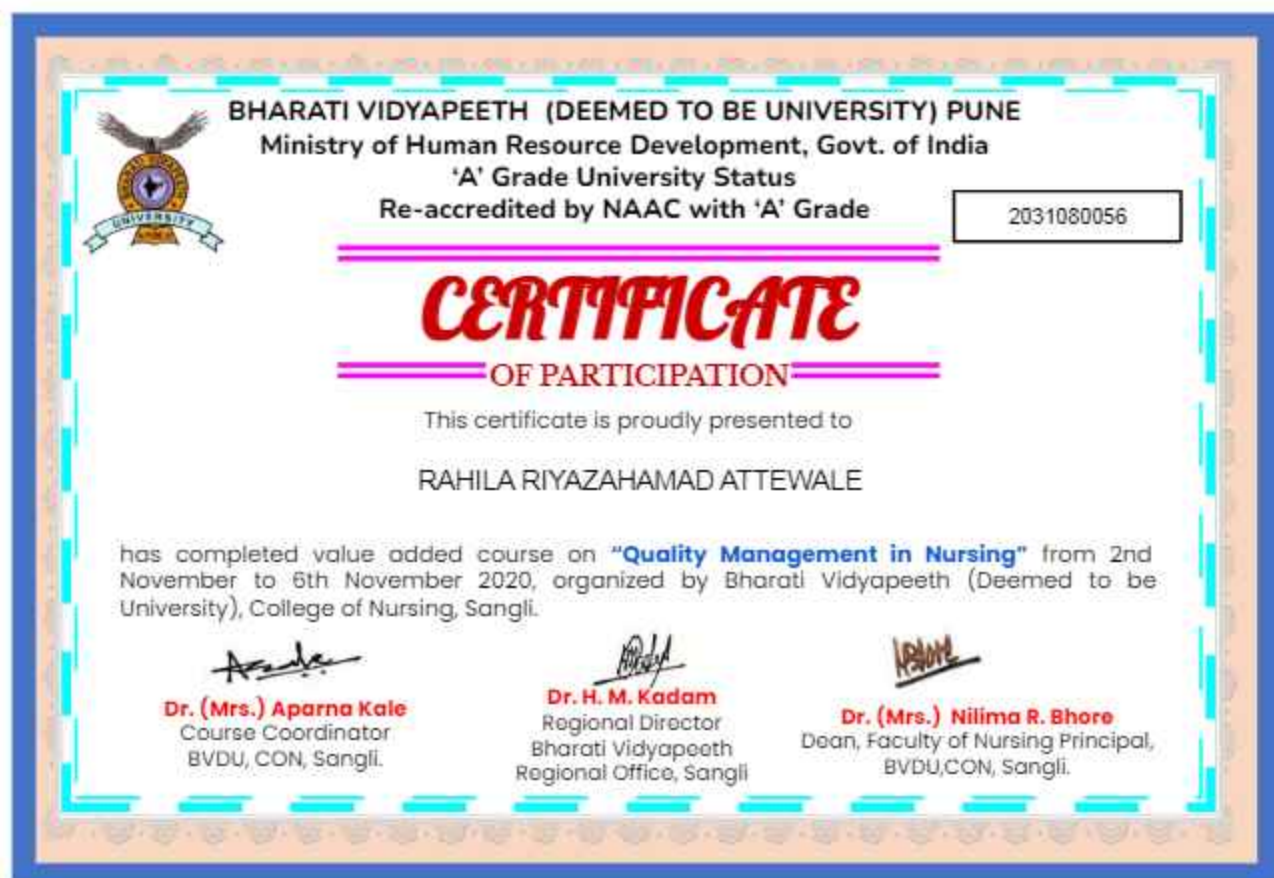 BHARATI VIDYAPEETH (DEEMED TO BE UNIVERSITY) PUNE
Ministry of Human Resource Development, Govt. of India
‘A’ Grade University Status
Re-accredited by NAAC with ‘A’ Grade
2031080056
BHARATI VIDYAPEETH
UNIVERSITY
CERTIFICATE
OF PARTICIPATION
This certificate is proudly presented to
RAHILA RIYAZAHAMAD ATTEWALE
has completed value added course on “Quality Management in Nursing” from 2nd
November to 6th November 2020, organized by Bharati Vidyapeeth (Deemed to be
University), College of Nursing, Sangli.
Dr. (Mrs.) Aparna Kale
Course Coordinator
BVDU, CON, Sangli.
Dr. H. M. Kadam
Regional Director
Bharati Vidyapeeth
Regional Office, Sangli
Dr. (Mrs.) Nilima R. Bhore
Dean, Faculty of Nursing Principal,
BVDU,CON, Sangli.